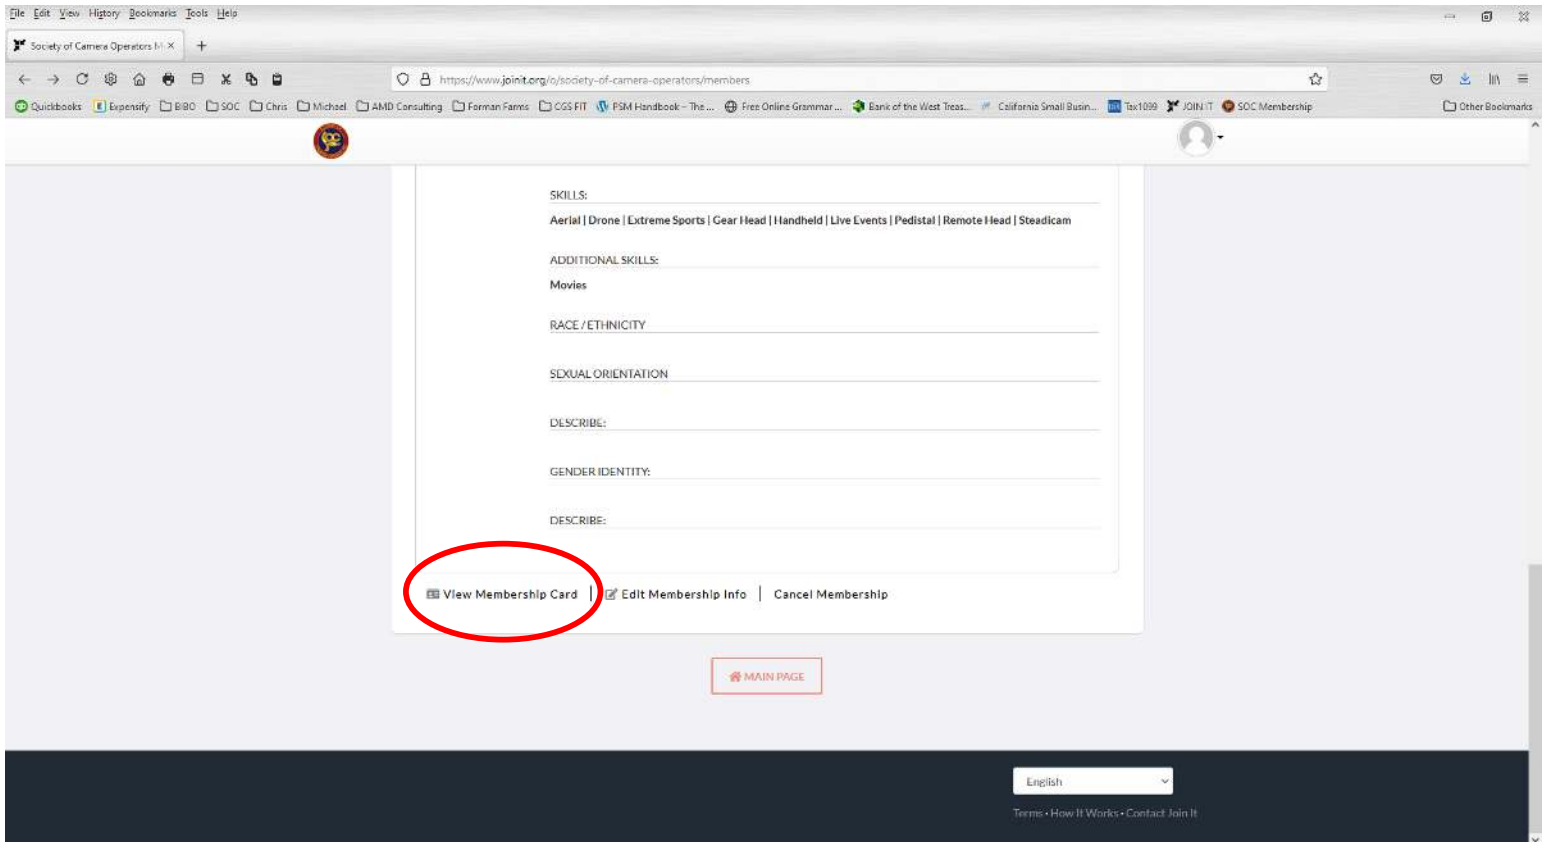 File Edit View History Bookmarks Tools Help
Society of Camera Operators M
https://www.joinit.org/o/society-of-camera-operators/members
Quickbooks Expensify BIBO SOC Chris Michael AMD Consulting Forman Farms CGS FIT PSM Handbook – The ... Free Online Grammar ... Bank of the West Treas... California Small Busin... Tax1099 JOIN IT SOC Membership Other Bookmarks
SKILLS:
Aerial | Drone | Extreme Sports | Gear Head | Handheld | Live Events | Pedistal | Remote Head | Steadicam
ADDITIONAL SKILLS:
Movies
RACE / ETHNICITY
SEXUAL ORIENTATION
DESCRIBE:
GENDER IDENTITY:
DESCRIBE:
View Membership Card | Edit Membership Info | Cancel Membership
MAIN PAGE
English
Terms • How It Works • Contact Join It